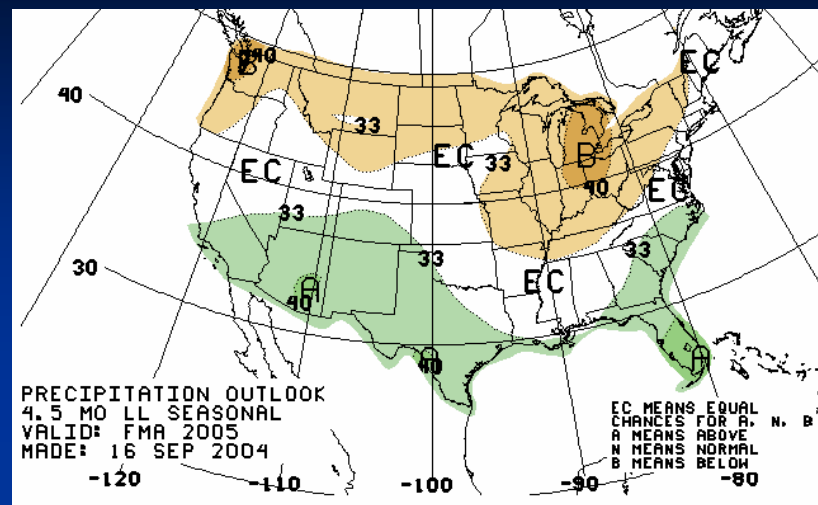 B 40
EC
40
33
EC
33
B
EC
40
EC
33
33
33
EC
30
A
40
A
40
A
PRECIPITATION OUTLOOK
4.5 MO LL SEASONAL
VALID: FMA 2005
MADE: 16 SEP 2004
EC MEANS EQUAL
CHANCES FOR A, N, B
A MEANS ABOVE
N MEANS NORMAL
B MEANS BELOW
-120
-110
-100
-90
-80